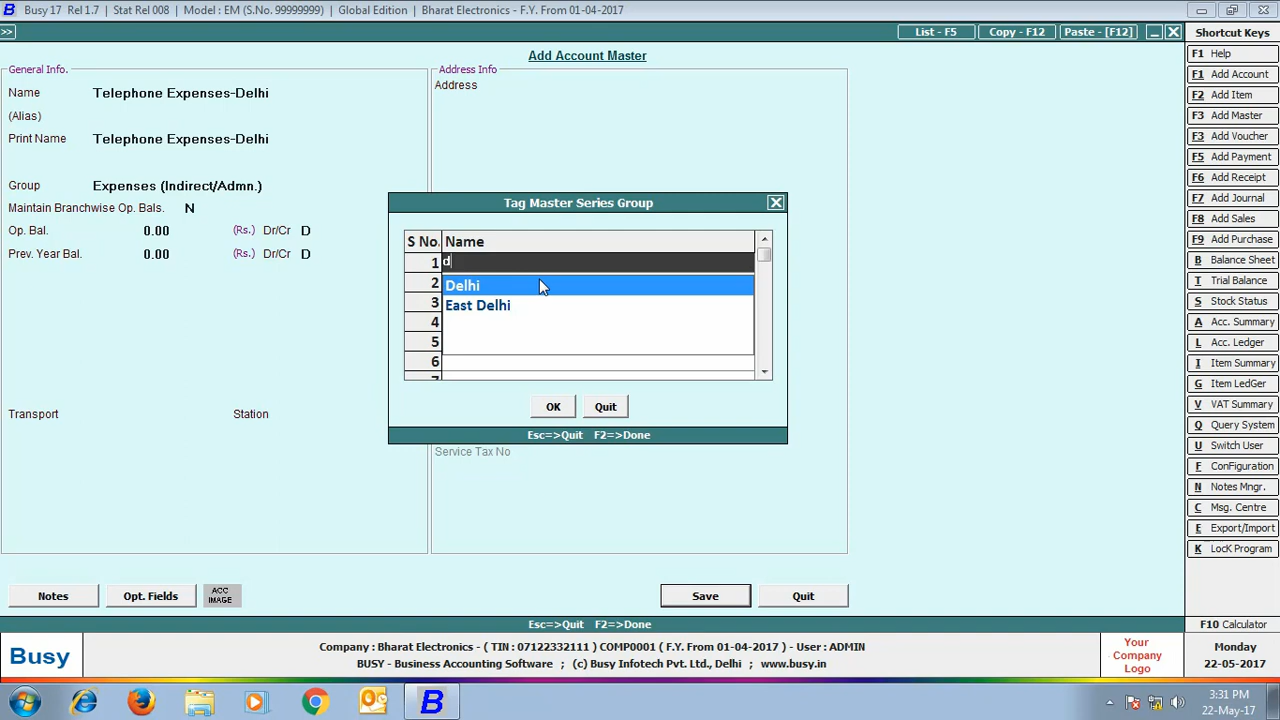 Busy 17 Rel 1.7 | Stat Rel 008 | Model : EM (S.No. 99999999) | Global Edition | Bharat Electronics - F.Y. From 01-04-2017
>>
List - F5
Copy - F12
Paste - [F12]
Shortcut Keys
Add Account Master
General Info.
Name Telephone Expenses-Delhi
(Alias)
Print Name Telephone Expenses-Delhi
Group Expenses (Indirect/Admn.)
Maintain Branchwise Op. Bals. N
Op. Bal. 0.00 (Rs.) Dr/Cr D
Prev. Year Bal. 0.00 (Rs.) Dr/Cr D
Transport Station
Address Info
Address
Service Tax No
Tag Master Series Group
S No. Name
1 d
2 Delhi
3 East Delhi
4
5
6
7
OK
Quit
Esc=>Quit F2=>Done
Notes
Opt. Fields
ACC
IMAGE
Save
Quit
Esc=>Quit F2=>Done
F1 Help
F1 Add Account
F2 Add Item
F3 Add Master
F3 Add Voucher
F5 Add Payment
F6 Add Receipt
F7 Add Journal
F8 Add Sales
F9 Add Purchase
B Balance Sheet
T Trial Balance
S Stock Status
A Acc. Summary
L Acc. Ledger
I Item Summary
G Item LedGer
V VAT Summary
Q Query System
U Switch User
F ConFiguration
N Notes Mngr.
C Msg. Centre
E Export/Import
K LocK Program
F10 Calculator
Busy
Company : Bharat Electronics - ( TIN : 07122332111 ) COMP0001 ( F.Y. From 01-04-2017 ) - User : ADMIN
BUSY - Business Accounting Software ; (c) Busy Infotech Pvt. Ltd., Delhi ; www.busy.in
Your
Company
Logo
Monday
22-05-2017
3:31 PM
22-May-17